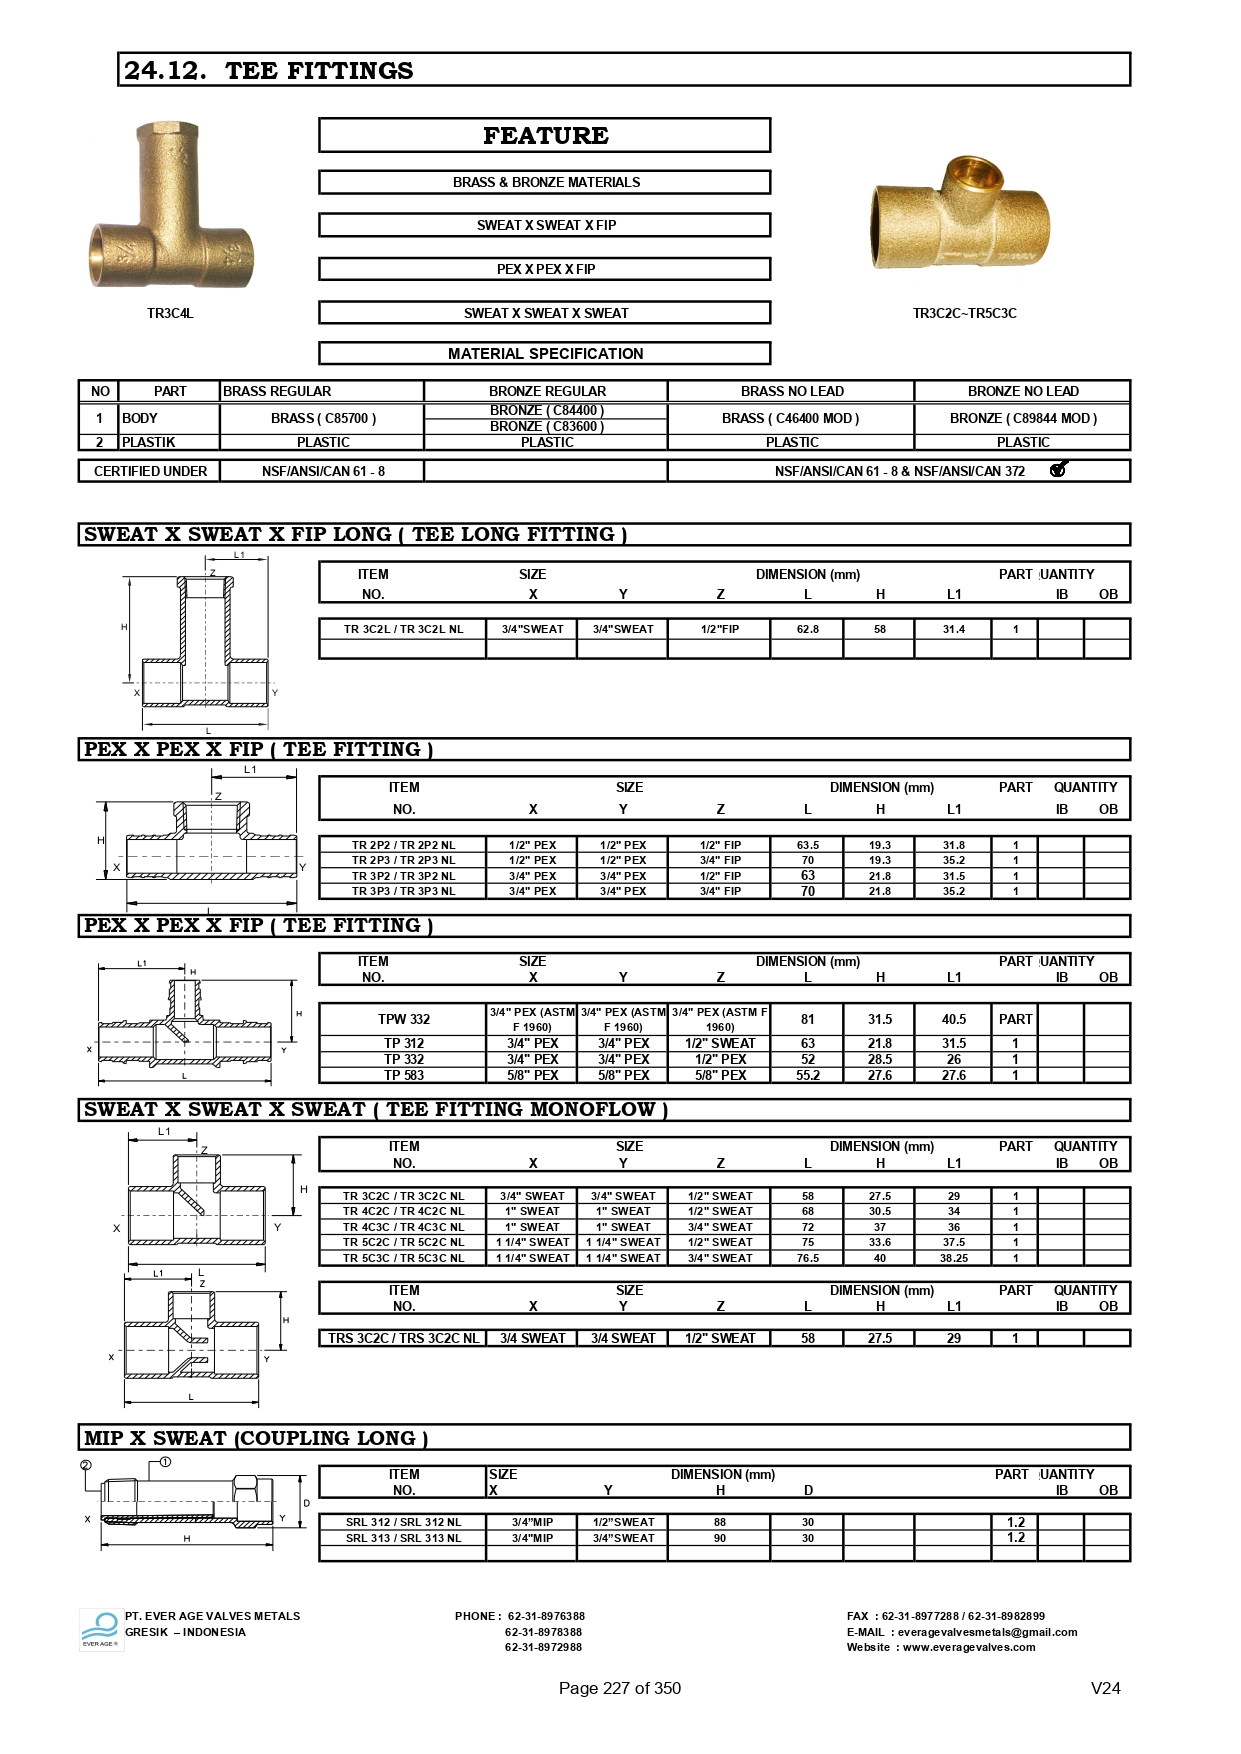 24.12. TEE FITTINGS
FEATURE
BRASS & BRONZE MATERIALS
SWEAT X SWEAT X FIP
PEX X PEX X FIP
TR3C4L SWEAT X SWEAT X SWEAT TR3C2C~TR5C3C
MATERIAL SPECIFICATION
NO PART BRASS REGULAR BRONZE REGULAR BRASS NO LEAD BRONZE NO LEAD
1 BODY BRASS ( C85700 ) BRONZE ( C84400 ) BRASS ( C46400 MOD ) BRONZE ( C89844 MOD )
BRONZE ( C83600 )
2 PLASTIK PLASTIC PLASTIC PLASTIC PLASTIC
CERTIFIED UNDER NSF/ANSI/CAN 61 - 8 NSF/ANSI/CAN 61 - 8 & NSF/ANSI/CAN 372
SWEAT X SWEAT X FIP LONG ( TEE LONG FITTING )
L1
Z
H
X Y
L
ITEM SIZE DIMENSION (mm) PART UANTITY
NO. X Y Z L H L1 IB OB
TR 3C2L / TR 3C2L NL 3/4"SWEAT 3/4"SWEAT 1/2"FIP 62.8 58 31.4 1
PEX X PEX X FIP ( TEE FITTING )
L1
Z
H
X Y
L
ITEM SIZE DIMENSION (mm) PART QUANTITY
NO. X Y Z L H L1 IB OB
TR 2P2 / TR 2P2 NL 1/2" PEX 1/2" PEX 1/2" FIP 63.5 19.3 31.8 1
TR 2P3 / TR 2P3 NL 1/2" PEX 1/2" PEX 3/4" FIP 70 19.3 35.2 1
TR 3P2 / TR 3P2 NL 3/4" PEX 3/4" PEX 1/2" FIP 63 21.8 31.5 1
TR 3P3 / TR 3P3 NL 3/4" PEX 3/4" PEX 3/4" FIP 70 21.8 35.2 1
PEX X PEX X FIP ( TEE FITTING )
L1
H
H
X Y
L
ITEM SIZE DIMENSION (mm) PART UANTITY
NO. X Y Z L H L1 IB OB
TPW 332 3/4" PEX (ASTM F 1960) 3/4" PEX (ASTM F 1960) 3/4" PEX (ASTM F 1960) 81 31.5 40.5 PART
TP 312 3/4" PEX 3/4" PEX 1/2" SWEAT 63 21.8 31.5 1
TP 332 3/4" PEX 3/4" PEX 1/2" PEX 52 28.5 26 1
TP 583 5/8" PEX 5/8" PEX 5/8" PEX 55.2 27.6 27.6 1
SWEAT X SWEAT X SWEAT ( TEE FITTING MONOFLOW )
L1
Z
H
X Y
L
ITEM SIZE DIMENSION (mm) PART QUANTITY
NO. X Y Z L H L1 IB OB
TR 3C2C / TR 3C2C NL 3/4" SWEAT 3/4" SWEAT 1/2" SWEAT 58 27.5 29 1
TR 4C2C / TR 4C2C NL 1" SWEAT 1" SWEAT 1/2" SWEAT 68 30.5 34 1
TR 4C3C / TR 4C3C NL 1" SWEAT 1" SWEAT 3/4" SWEAT 72 37 36 1
TR 5C2C / TR 5C2C NL 1 1/4" SWEAT 1 1/4" SWEAT 1/2" SWEAT 75 33.6 37.5 1
TR 5C3C / TR 5C3C NL 1 1/4" SWEAT 1 1/4" SWEAT 3/4" SWEAT 76.5 40 38.25 1
L1
Z
H
X Y
L
ITEM SIZE DIMENSION (mm) PART QUANTITY
NO. X Y Z L H L1 IB OB
TRS 3C2C / TRS 3C2C NL 3/4 SWEAT 3/4 SWEAT 1/2" SWEAT 58 27.5 29 1
MIP X SWEAT (COUPLING LONG )
2 1
D
X Y
H
ITEM SIZE DIMENSION (mm) PART UANTITY
NO. X Y H D IB OB
SRL 312 / SRL 312 NL 3/4"MIP 1/2"SWEAT 88 30 1.2
SRL 313 / SRL 313 NL 3/4"MIP 3/4"SWEAT 90 30 1.2
EVER AGE ®
PT. EVER AGE VALVES METALS PHONE : 62-31-8976388 FAX : 62-31-8977288 / 62-31-8982899
GRESIK – INDONESIA 62-31-8978388 E-MAIL : everagevalvesmetals@gmail.com
62-31-8972988 Website : www.everagevalves.com
Page 227 of 350 V24